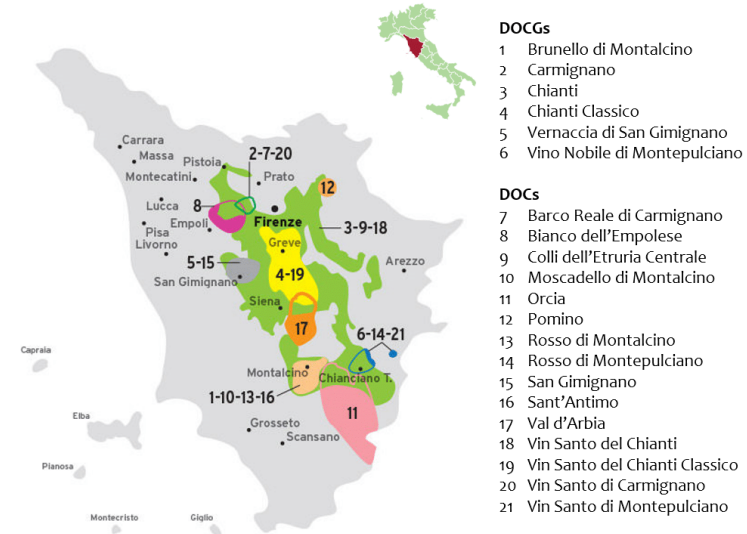 DOCGs
1 Brunello di Montalcino
2 Carmignano
3 Chianti
4 Chianti Classico
5 Vernaccia di San Gimignano
6 Vino Nobile di Montepulciano
DOCs
7 Barco Reale di Carmignano
8 Bianco dell'Empolese
9 Colli dell'Etruria Centrale
10 Moscadello di Montalcino
11 Orcia
12 Pomino
13 Rosso di Montalcino
14 Rosso di Montepulciano
15 San Gimignano
16 Sant'Antimo
17 Val d'Arbia
18 Vin Santo del Chianti
19 Vin Santo del Chianti Classico
20 Vin Santo di Carmignano
21 Vin Santo di Montepulciano
Carrara
Massa
Pistoia
2-7-20
Montecatini
Prato
12
Lucca
8
Empoli
Firenze
3-9-18
Pisa
Livorno
Greve
5-15
4-19
Arezzo
San Gimignano
Siena
17
6-14-21
Capraia
Montalcino
Chianciano T.
1-10-13-16
11
Elba
Grosseto
Scansano
Pianosa
Montecristo
Giglio